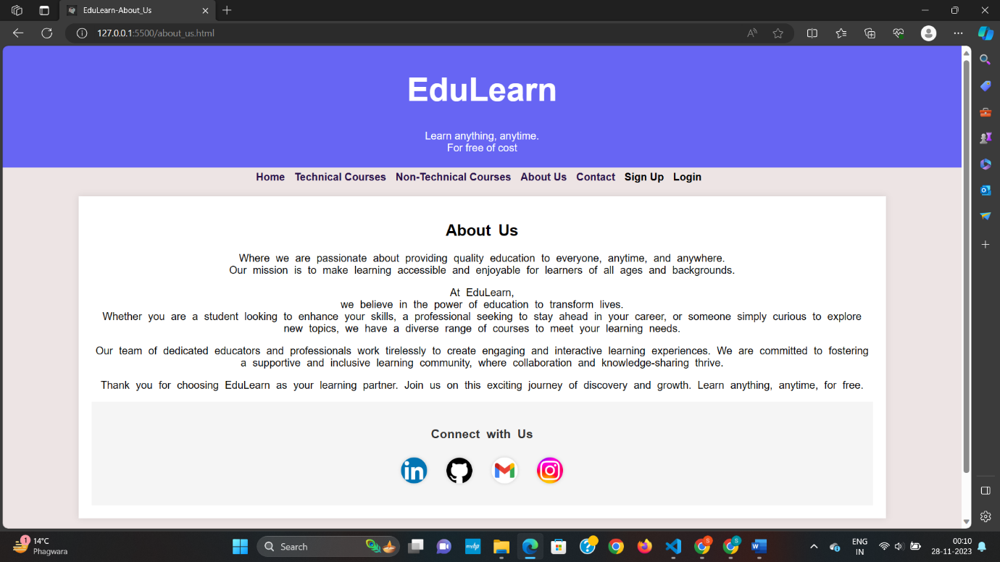 EduLearn-About_Us
127.0.0.1:5500/about_us.html
EduLearn
Learn anything, anytime.
For free of cost
Home Technical Courses Non-Technical Courses About Us Contact Sign Up Login
About Us
Where we are passionate about providing quality education to everyone, anytime, and anywhere.
Our mission is to make learning accessible and enjoyable for learners of all ages and backgrounds.
At EduLearn,
we believe in the power of education to transform lives.
Whether you are a student looking to enhance your skills, a professional seeking to stay ahead in your career, or someone simply curious to explore
new topics, we have a diverse range of courses to meet your learning needs.
Our team of dedicated educators and professionals work tirelessly to create engaging and interactive learning experiences. We are committed to fostering
a supportive and inclusive learning community, where collaboration and knowledge-sharing thrive.
Thank you for choosing EduLearn as your learning partner. Join us on this exciting journey of discovery and growth. Learn anything, anytime, for free.
Connect with Us
in
1
14°C
Phagwara
Search
myhp
S
S
W
ENG
IN
00:10
28-11-2023